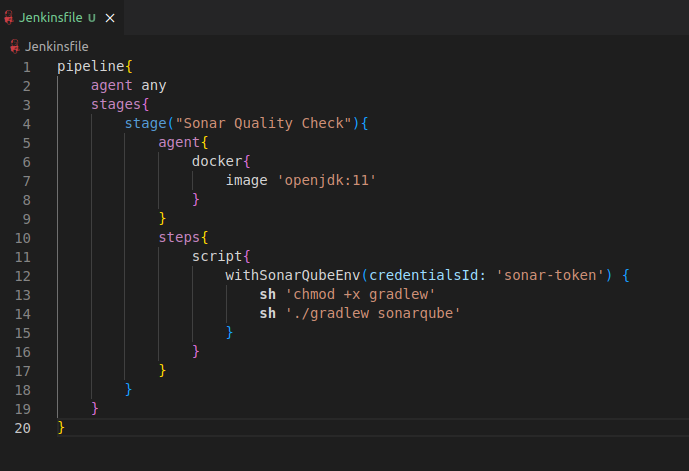 Jenkinsfile U ×
Jenkinsfile
1 pipeline{
2     agent any
3     stages{
4         stage("Sonar Quality Check"){
5             agent{
6                 docker{
7                     image 'openjdk:11'
8                 }
9             }
10             steps{
11                 script{
12                     withSonarQubeEnv(credentialsId: 'sonar-token') {
13                         sh 'chmod +x gradlew'
14                         sh './gradlew sonarqube'
15                     }
16                 }
17             }
18         }
19     }
20 }